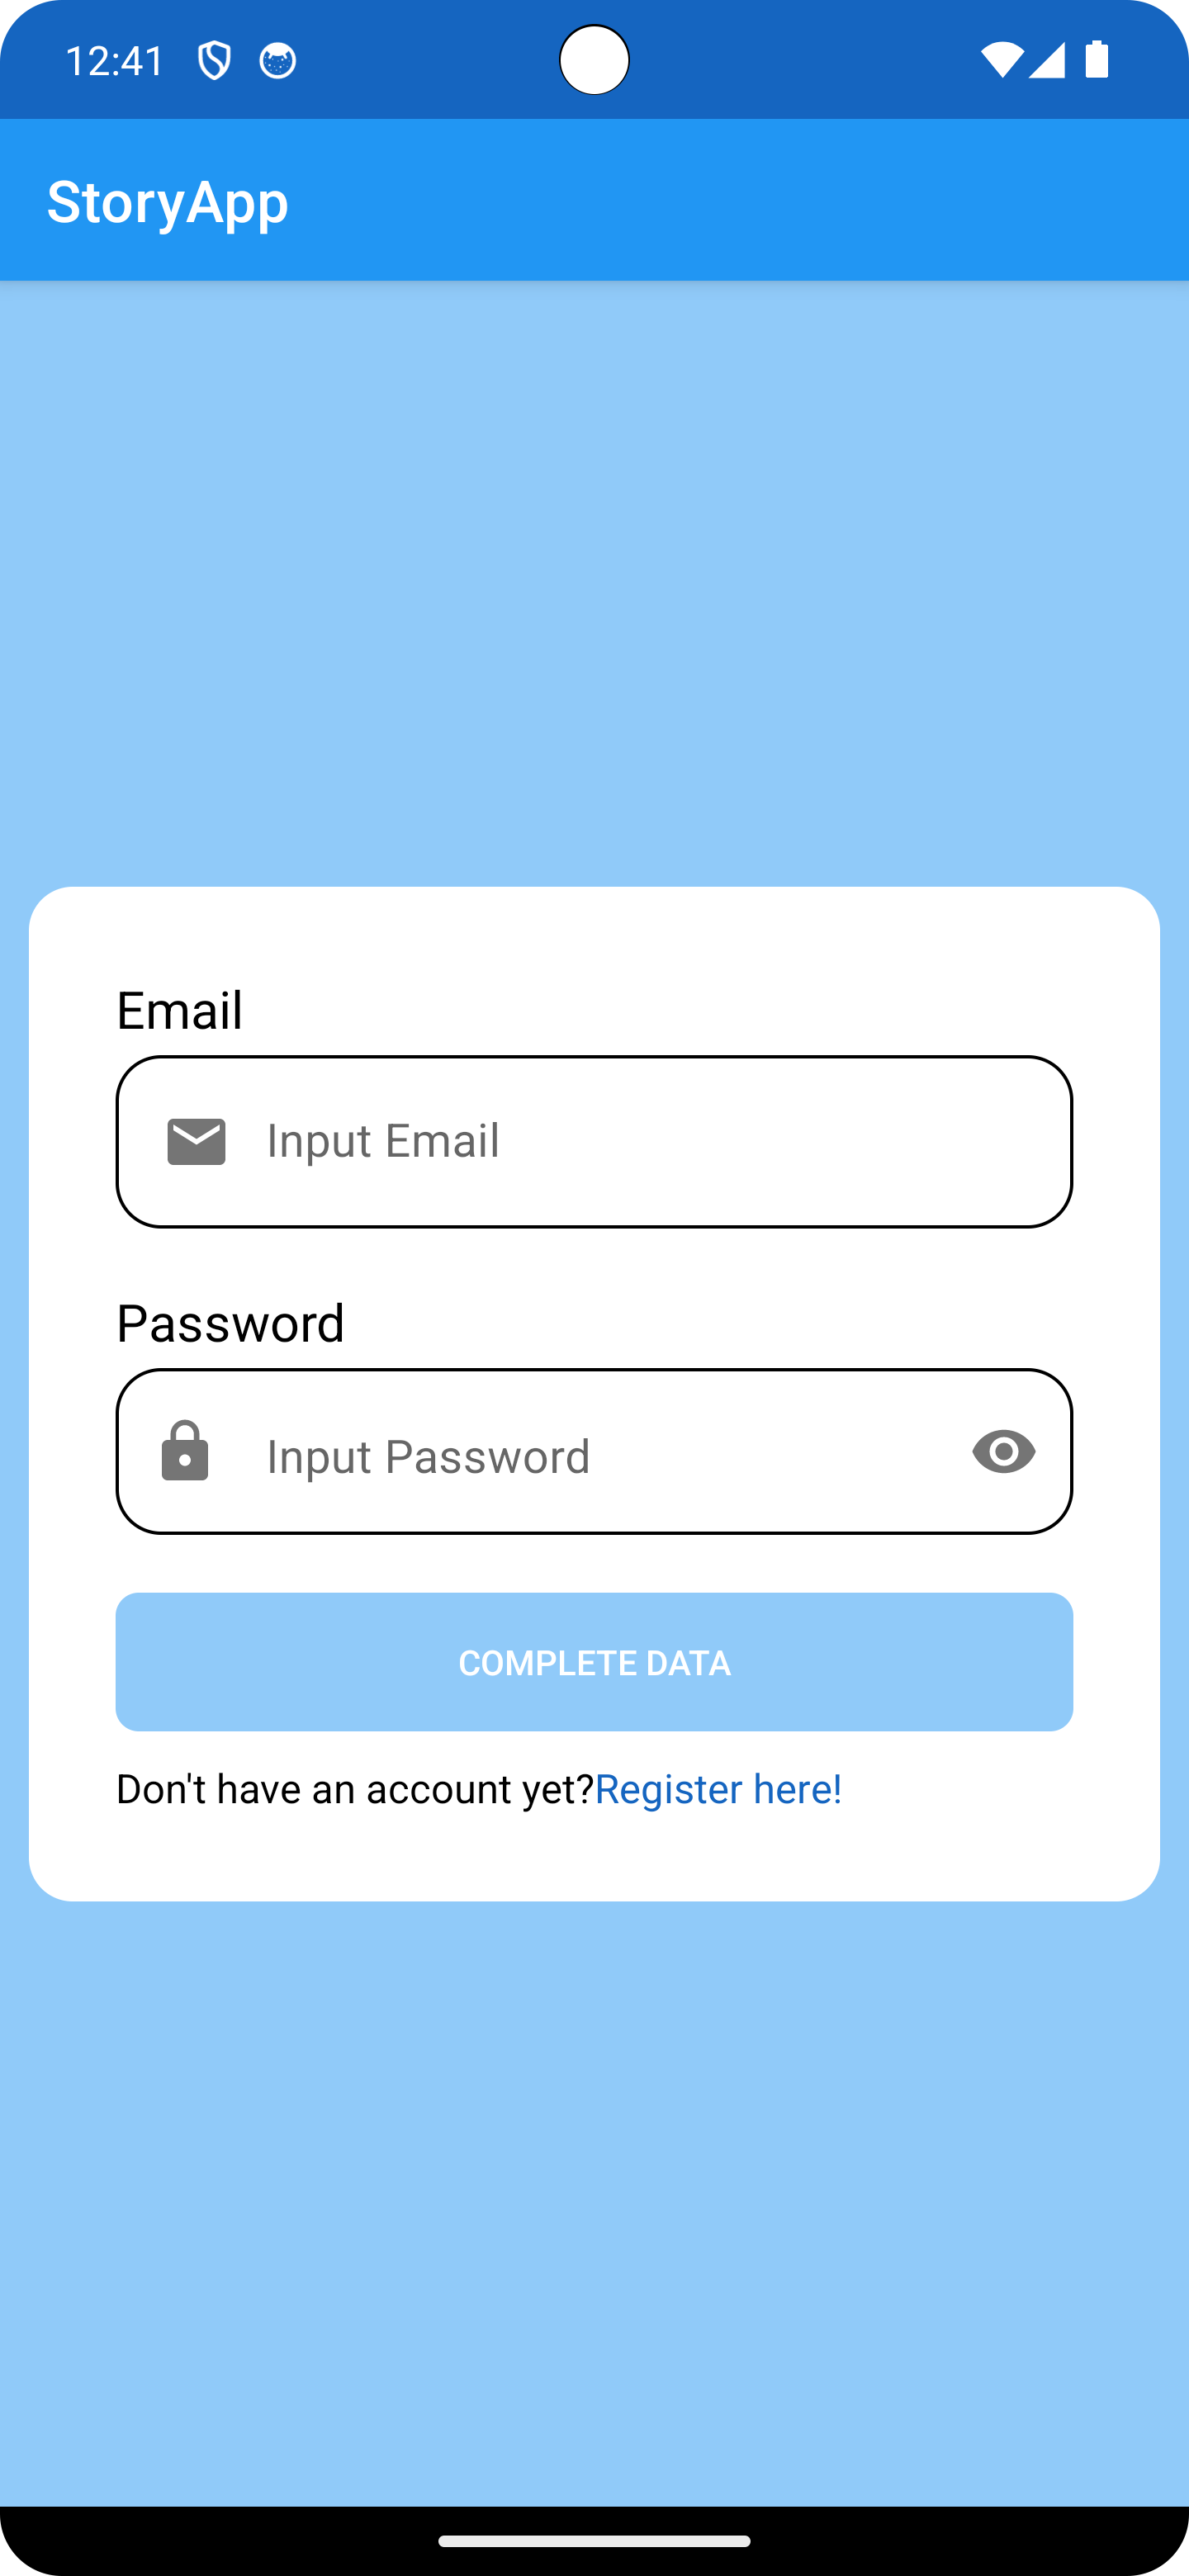 12:41
StoryApp
Email
Input Email
Password
Input Password
COMPLETE DATA
Don't have an account yet?Register here!